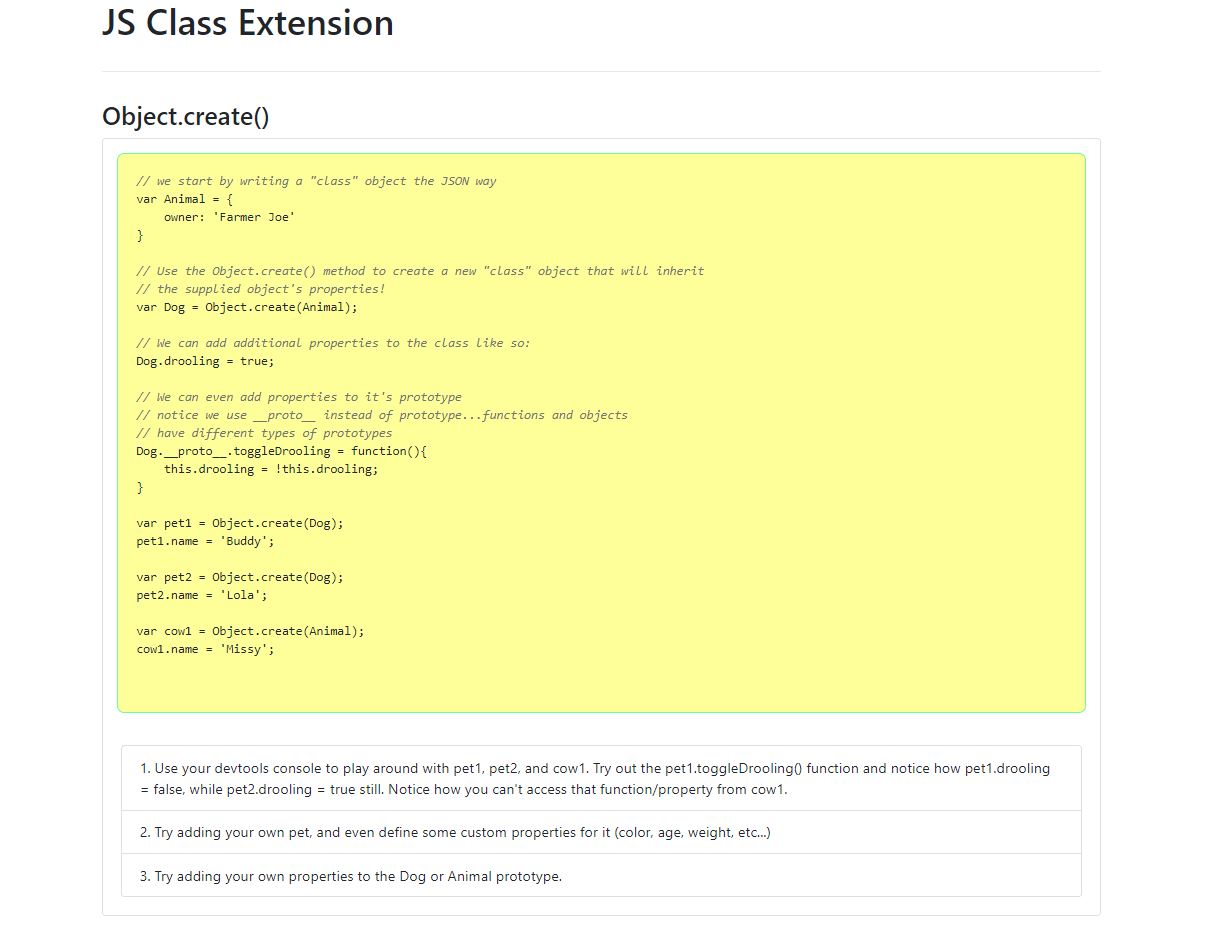 JS Class Extension
Object.create()
// we start by writing a "class" object the JSON way
var Animal = {
    owner: 'Farmer Joe'
}
// Use the Object.create() method to create a new "class" object that will inherit
// the supplied object's properties!
var Dog = Object.create(Animal);
// We can add additional properties to the class like so:
Dog.drooling = true;
// We can even add properties to it's prototype
// notice we use __proto__ instead of prototype...functions and objects
// have different types of prototypes
Dog.__proto__.toggleDrooling = function(){
    this.drooling = !this.drooling;
}
var pet1 = Object.create(Dog);
pet1.name = 'Buddy';
var pet2 = Object.create(Dog);
pet2.name = 'Lola';
var cow1 = Object.create(Animal);
cow1.name = 'Missy';
1. Use your devtools console to play around with pet1, pet2, and cow1. Try out the pet1.toggleDrooling() function and notice how pet1.drooling
= false, while pet2.drooling = true still. Notice how you can't access that function/property from cow1.
2. Try adding your own pet, and even define some custom properties for it (color, age, weight, etc...)
3. Try adding your own properties to the Dog or Animal prototype.